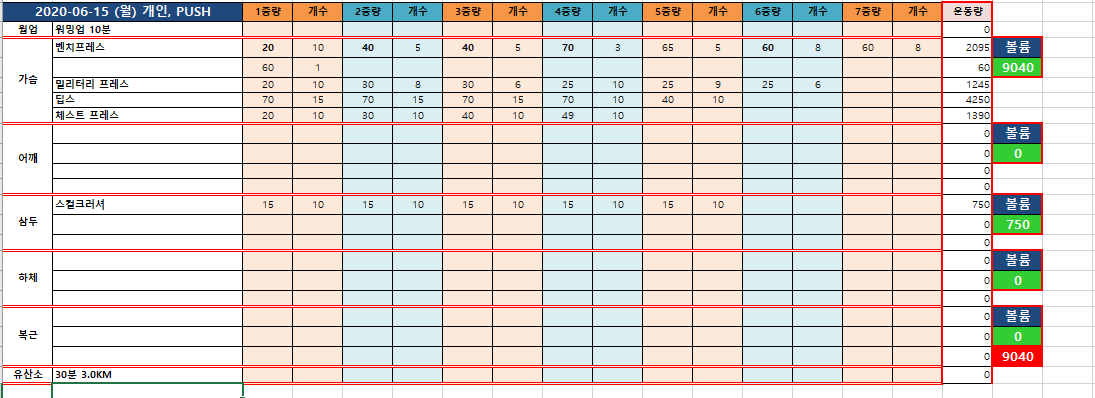 2020-06-15 (월) 개인, PUSH 1중량 개수 2중량 개수 3중량 개수 4중량 개수 5중량 개수 6중량 개수 7중량 개수 운동량
웜업 워밍업 10분 0
벤치프레스 20 10 40 5 40 5 70 3 65 5 60 8 60 8 2095 볼륨
가슴 60 1 60 9040
밀리터리 프레스 20 10 30 8 30 6 25 10 25 9 25 6 1245
딥스 70 15 70 15 70 15 70 10 40 10 4250
체스트 프레스 20 10 30 10 40 10 49 10 1390
0 볼륨
어깨 0 0
0
0
스컬크러셔 15 10 15 10 15 10 15 10 15 10 750 볼륨
삼두 0 750
0
0 볼륨
하체 0 0
0
0 볼륨
복근 0 0
0 9040
유산소 30분 3.0KM 0